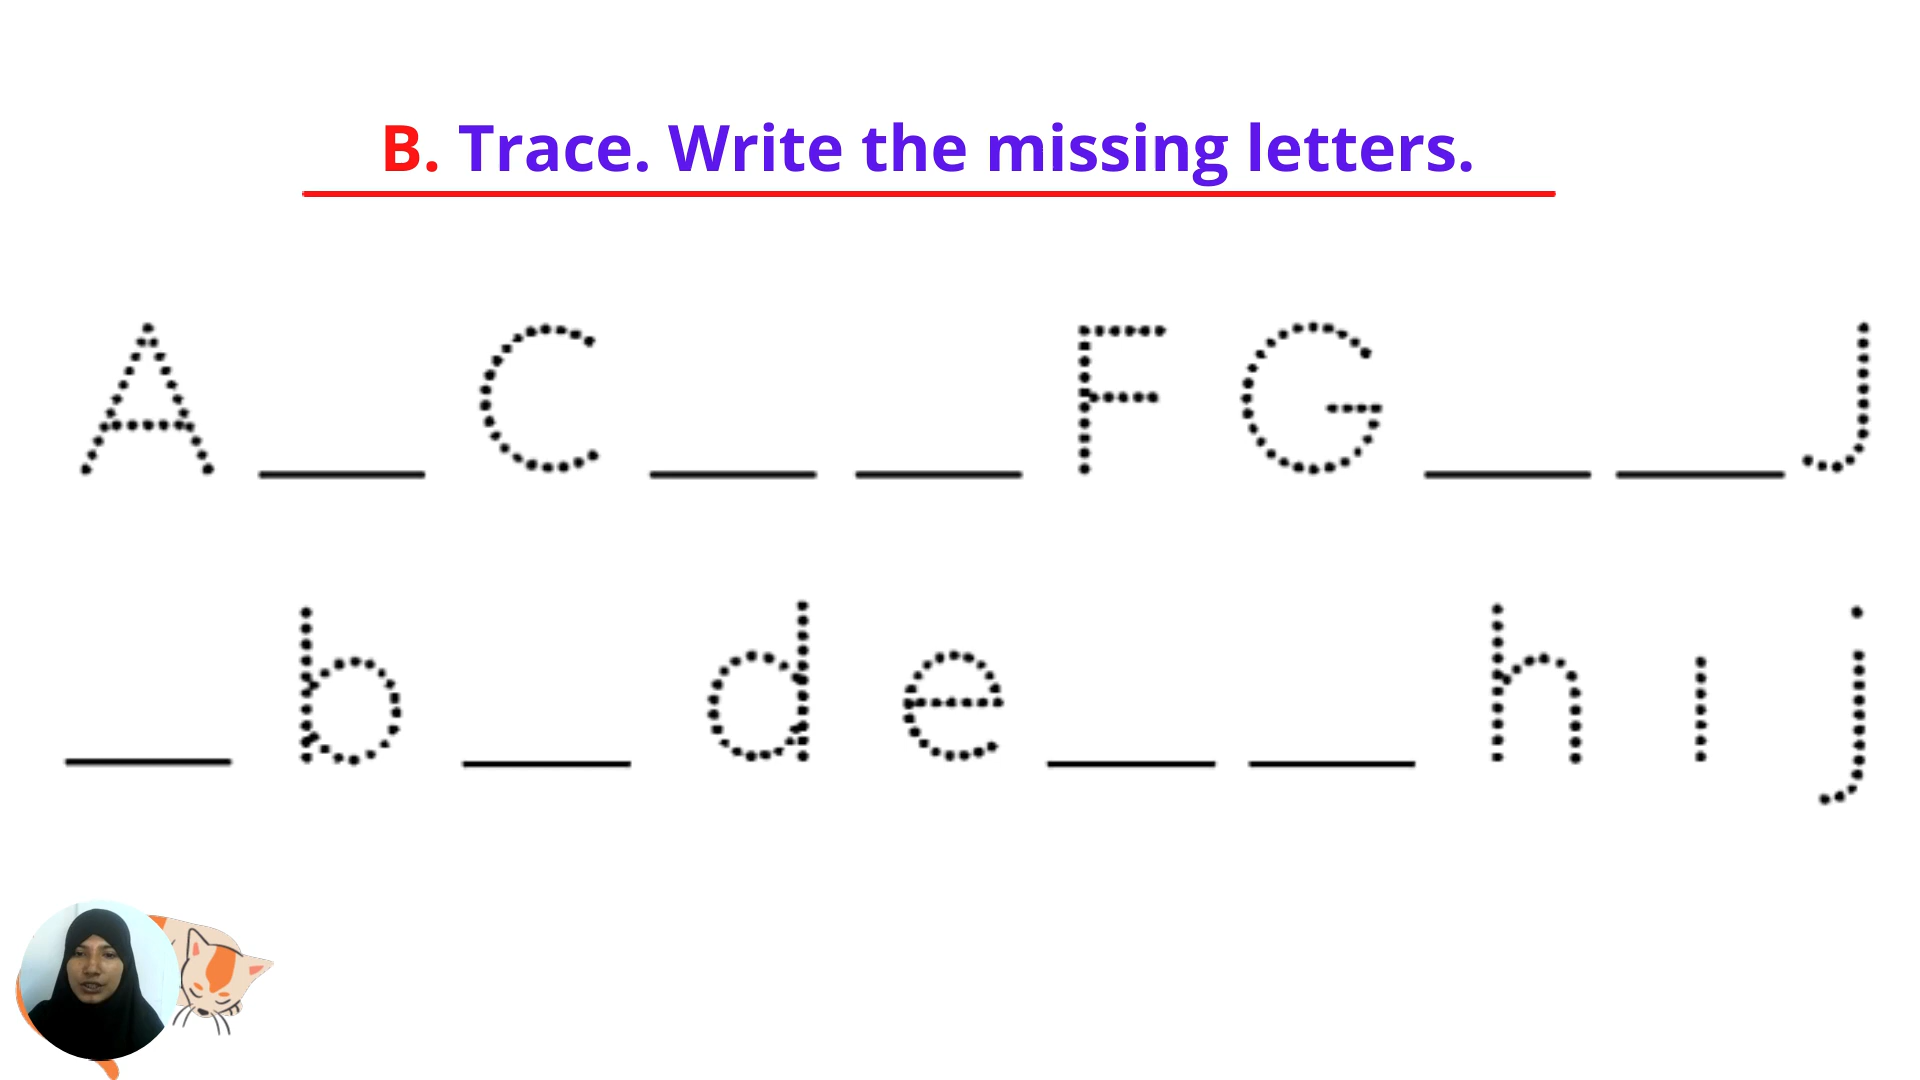 B. Trace. Write the missing letters.
A ___ C ___ ___ F G ___ ___ J
___ b ___ d e ___ ___ h ı j